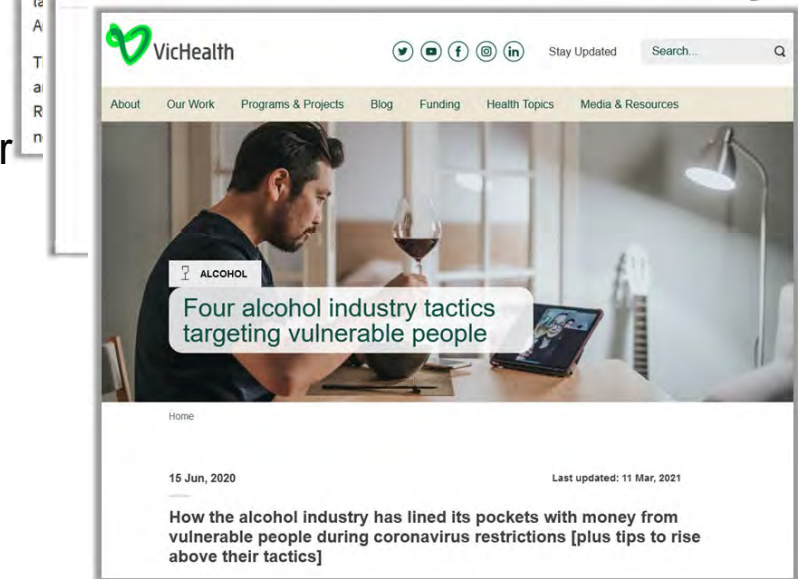 VicHealth
Stay Updated
Search...
About Our Work Programs & Projects Blog Funding Health Topics Media & Resources
ALCOHOL
Four alcohol industry tactics
targeting vulnerable people
Home
15 Jun, 2020 Last updated: 11 Mar, 2021
How the alcohol industry has lined its pockets with money from
vulnerable people during coronavirus restrictions [plus tips to rise
above their tactics]